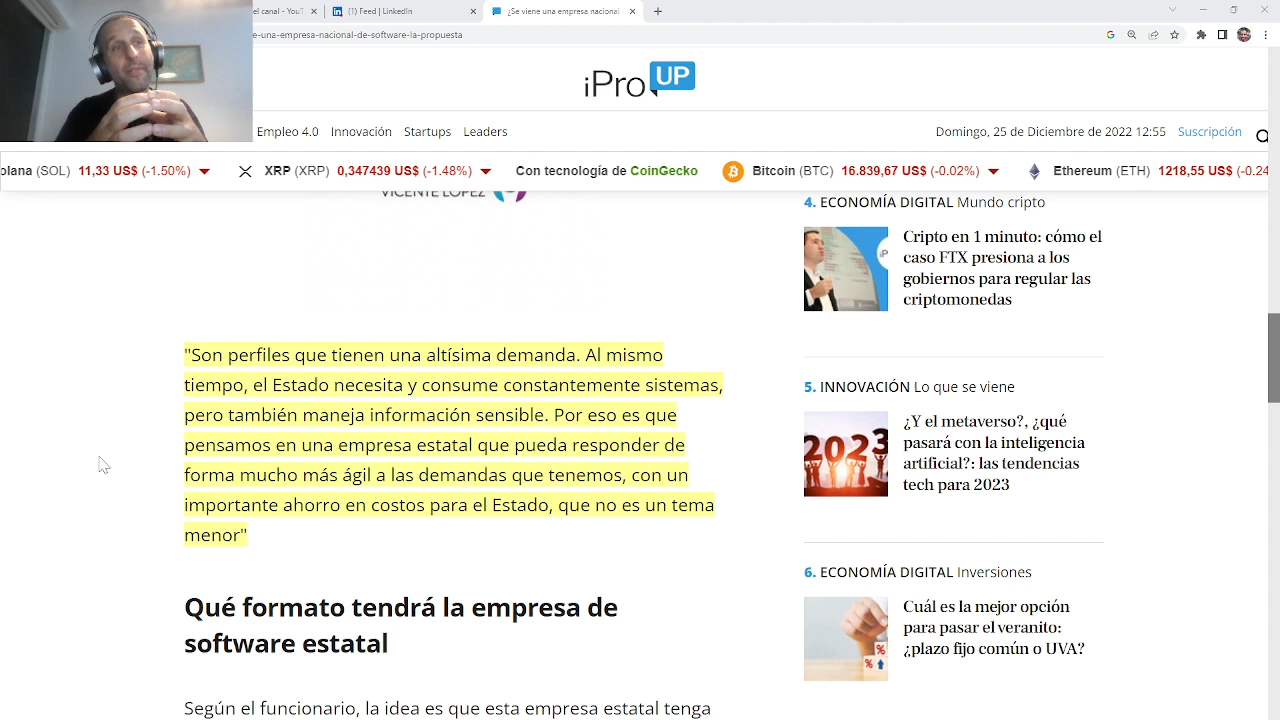 el canal - YouT
(1) Feed | LinkedIn
¿Se viene una empresa nacional
e-una-empresa-nacional-de-software-la-propuesta
iPro UP
Empleo 4.0 Innovación Startups Leaders
Domingo, 25 de Diciembre de 2022 12:55 Suscripción
olana (SOL) 11,33 US$ (-1.50%) XRP (XRP) 0,347439 US$ (-1.48%) Con tecnología de CoinGecko Bitcoin (BTC) 16.839,67 US$ (-0.02%) Ethereum (ETH) 1218,55 US$ (-0.24
VICENTE LOPEZ
"Son perfiles que tienen una altísima demanda. Al mismo
tiempo, el Estado necesita y consume constantemente sistemas,
pero también maneja información sensible. Por eso es que
pensamos en una empresa estatal que pueda responder de
forma mucho más ágil a las demandas que tenemos, con un
importante ahorro en costos para el Estado, que no es un tema
menor"
Qué formato tendrá la empresa de
software estatal
Según el funcionario, la idea es que esta empresa estatal tenga
4. ECONOMÍA DIGITAL Mundo cripto
Cripto en 1 minuto: cómo el
caso FTX presiona a los
gobiernos para regular las
criptomonedas
5. INNOVACIÓN Lo que se viene
2023
¿Y el metaverso?, ¿qué
pasará con la inteligencia
artificial?: las tendencias
tech para 2023
6. ECONOMÍA DIGITAL Inversiones
Cuál es la mejor opción
para pasar el veranito:
¿plazo fijo común o UVA?
%
%